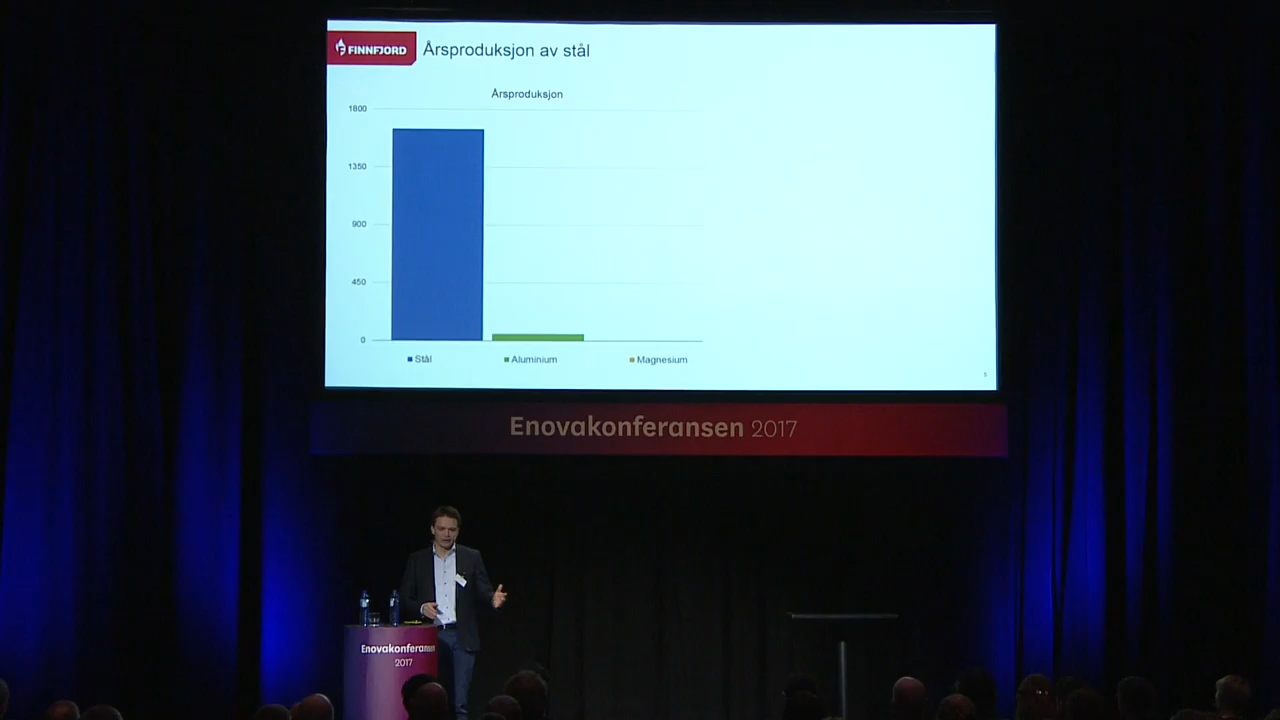 FINNFJORD
Årsproduksjon av stål
Årsproduksjon
1800
1350
900
450
0
Stål
Aluminium
Magnesium
5
Enovakonferansen 2017
Enovakonferansen
2017